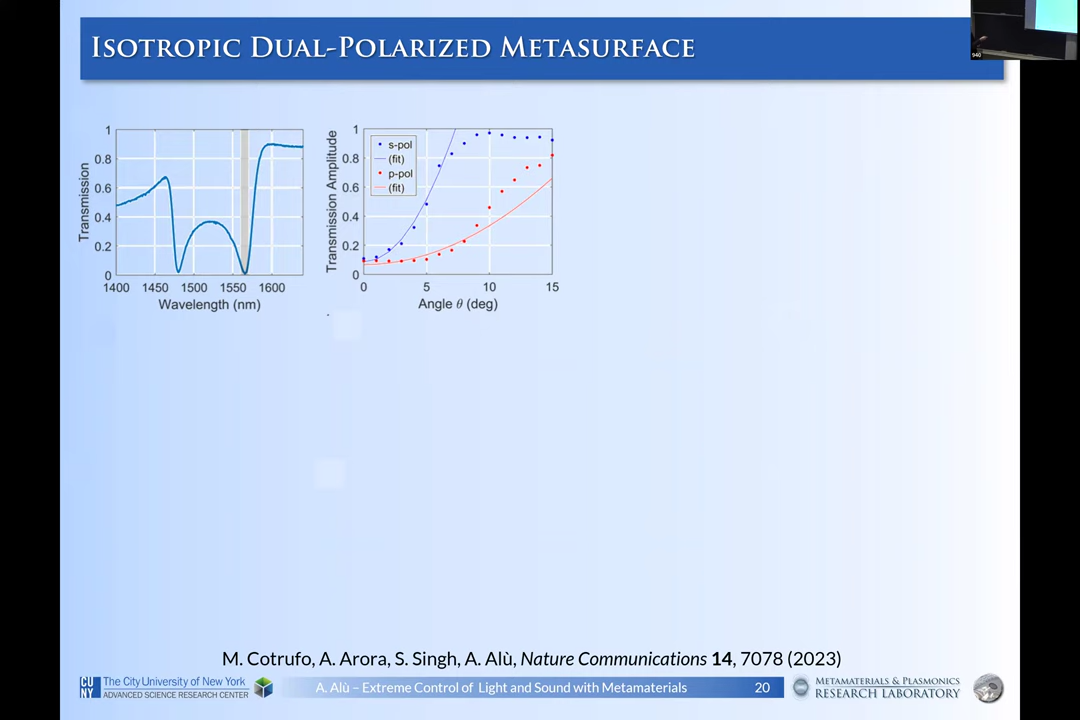 ISOTROPIC DUAL-POLARIZED METASURFACE
940
Transmission
1
0.8
0.6
0.4
0.2
0
1400 1450 1500 1550 1600
Wavelength (nm)
Transmission Amplitude
1
0.8
0.6
0.4
0.2
0
s-pol
(fit)
p-pol
(fit)
0 5 10 15
Angle θ (deg)
M. Cotrufo, A. Arora, S. Singh, A. Alù, Nature Communications 14, 7078 (2023)
CU
NY
The City University of New York
ADVANCED SCIENCE RESEARCH CENTER
A. Alù – Extreme Control of Light and Sound with Metamaterials 20
METAMATERIALS & PLASMONICS
RESEARCH LABORATORY